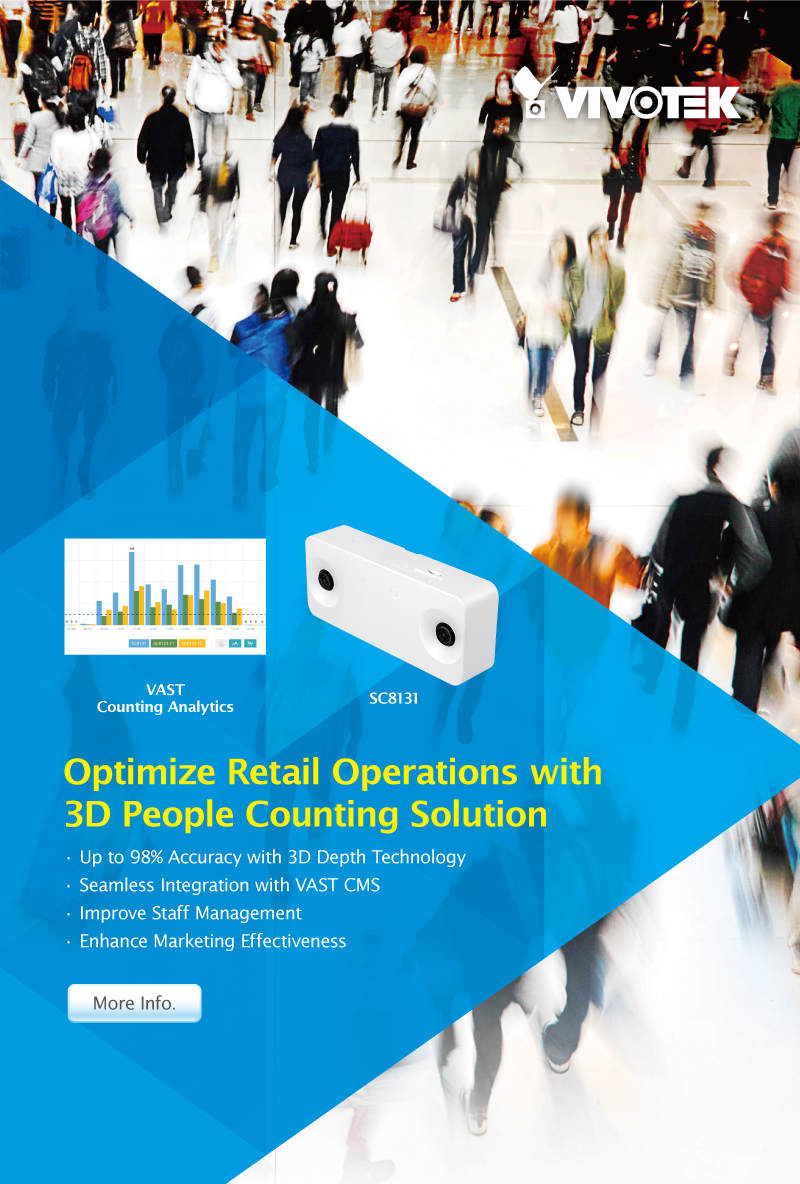 VIVOTEK
VAST
Counting Analytics
SC8131
Optimize Retail Operations with
3D People Counting Solution
· Up to 98% Accuracy with 3D Depth Technology
· Seamless Integration with VAST CMS
· Improve Staff Management
· Enhance Marketing Effectiveness
More Info.